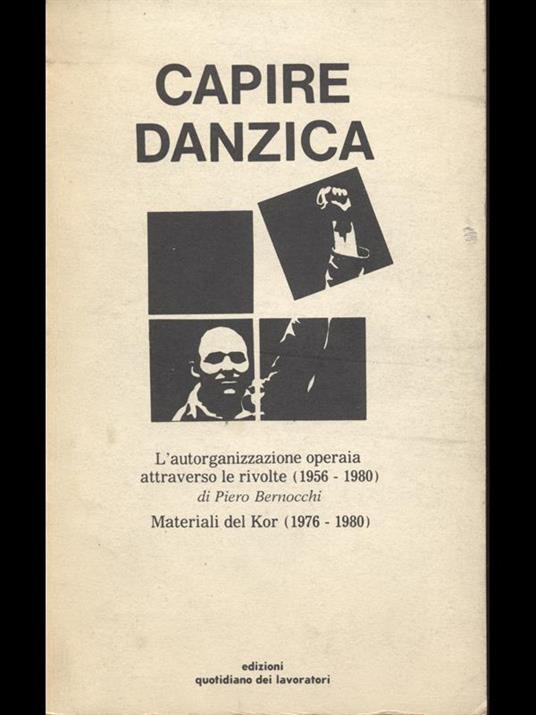 CAPIRE
DANZICA
L'autorganizzazione operaia
attraverso le rivolte (1956 - 1980)
di Piero Bernocchi
Materiali del Kor (1976 - 1980)
edizioni
quotidiano dei lavoratori